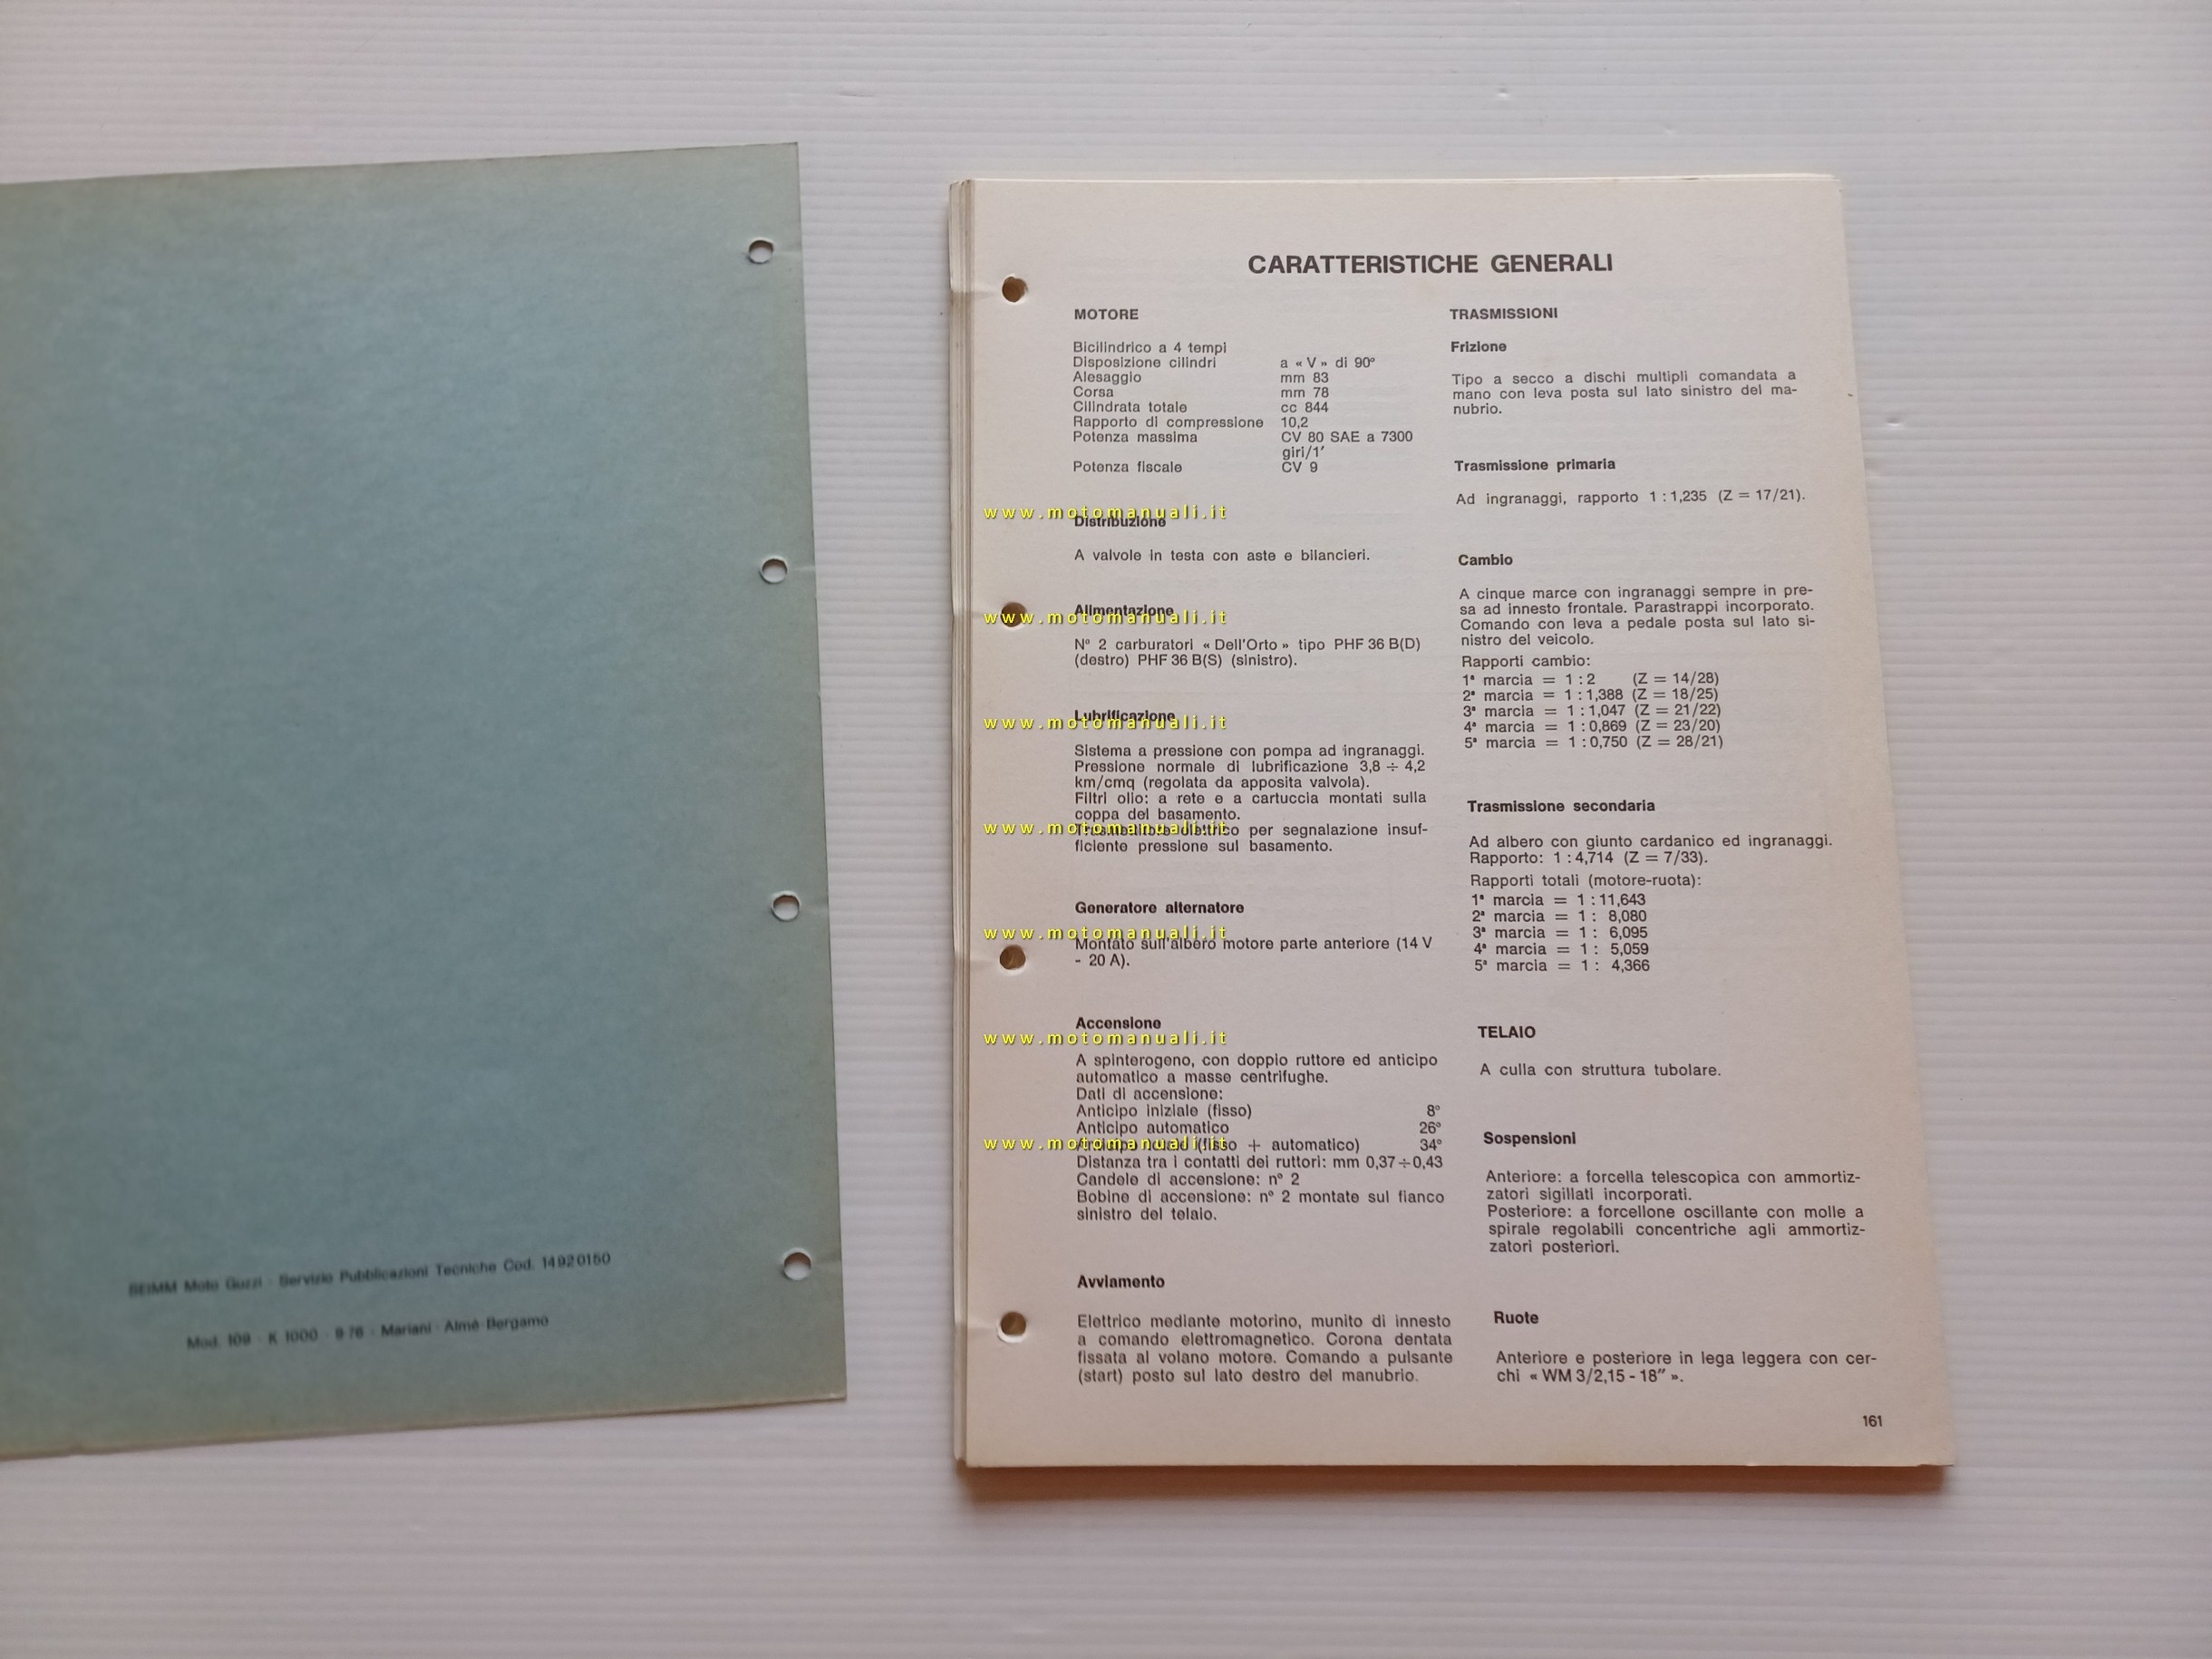 SEIMM Moto Guzzi - Servizio Pubblicazioni Tecniche Cod. 14920150
Mod. 109 - K 1000 - 9 76 - Mariani - Almè-Bergamo
CARATTERISTICHE GENERALI
MOTORE
Bicilindrico a 4 tempi
Disposizione cilindri a « V » di 90°
Alesaggio mm 83
Corsa mm 78
Cilindrata totale cc 844
Rapporto di compressione 10,2
Potenza massima CV 80 SAE a 7300
giri/1'
Potenza fiscale CV 9
www.motomanuali.it
Distribuzione
A valvole in testa con aste e bilancieri.
Alimentazione
www.motomanuali.it
N° 2 carburatori « Dell'Orto » tipo PHF 36 B(D)
(destro) PHF 36 B(S) (sinistro).
Lubrificazione
www.motomanuali.it
Sistema a pressione con pompa ad ingranaggi.
Pressione normale di lubrificazione 3,8 ÷ 4,2
km/cmq (regolata da apposita valvola).
Filtri olio: a rete e a cartuccia montati sulla
coppa del basamento.
www.motomanuali.it
elettrico per segnalazione insuf-
ficiente pressione sul basamento.
Generatore alternatore
www.motomanuali.it
Montato sull'albero motore parte anteriore (14 V
- 20 A).
Accensione
www.motomanuali.it
A spinterogeno, con doppio ruttore ed anticipo
automatico a masse centrifughe.
Dati di accensione:
Anticipo iniziale (fisso) 8°
Anticipo automatico 26°
www.motomanuali.it
Anticipo totale (fisso + automatico) 34°
Distanza tra i contatti dei ruttori: mm 0,37÷0,43
Candele di accensione: n° 2
Bobine di accensione: n° 2 montate sul fianco
sinistro del telaio.
Avviamento
Elettrico mediante motorino, munito di innesto
a comando elettromagnetico. Corona dentata
fissata al volano motore. Comando a pulsante
(start) posto sul lato destro del manubrio.
TRASMISSIONI
Frizione
Tipo a secco a dischi multipli comandata a
mano con leva posta sul lato sinistro del ma-
nubrio.
Trasmissione primaria
Ad ingranaggi, rapporto 1 : 1,235 (Z = 17/21).
Cambio
A cinque marce con ingranaggi sempre in pre-
sa ad innesto frontale. Parastrappi incorporato.
Comando con leva a pedale posta sul lato si-
nistro del veicolo.
Rapporti cambio:
1ª marcia = 1 : 2 (Z = 14/28)
2ª marcia = 1 : 1,388 (Z = 18/25)
3ª marcia = 1 : 1,047 (Z = 21/22)
4ª marcia = 1 : 0,869 (Z = 23/20)
5ª marcia = 1 : 0,750 (Z = 28/21)
Trasmissione secondaria
Ad albero con giunto cardanico ed ingranaggi.
Rapporto: 1 : 4,714 (Z = 7/33).
Rapporti totali (motore-ruota):
1ª marcia = 1 : 11,643
2ª marcia = 1 : 8,080
3ª marcia = 1 : 6,095
4ª marcia = 1 : 5,059
5ª marcia = 1 : 4,366
TELAIO
A culla con struttura tubolare.
Sospensioni
Anteriore: a forcella telescopica con ammortiz-
zatori sigillati incorporati.
Posteriore: a forcellone oscillante con molle a
spirale regolabili concentriche agli ammortiz-
zatori posteriori.
Ruote
Anteriore e posteriore in lega leggera con cer-
chi « WM 3/2,15 - 18″ ».
161